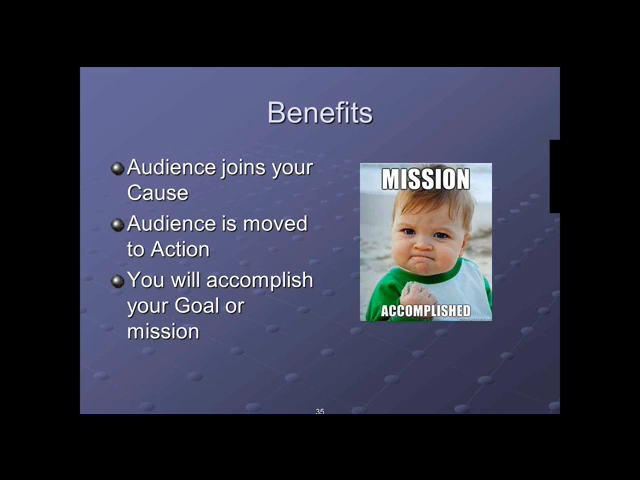 Benefits
Audience joins your
Cause
Audience is moved
to Action
You will accomplish
your Goal or
mission
MISSION
ACCOMPLISHED
35